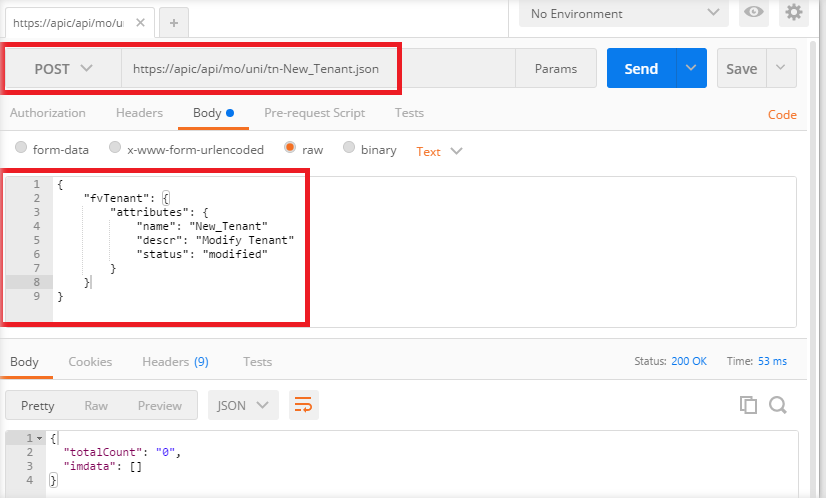 https://apic/api/mo/un × + No Environment
POST https://apic/api/mo/uni/tn-New_Tenant.json Params Send Save
Authorization Headers Body Pre-request Script Tests Code
form-data x-www-form-urlencoded raw binary Text
1 {
2 "fvTenant": {
3 "attributes": {
4 "name": "New_Tenant"
5 "descr": "Modify Tenant"
6 "status": "modified"
7 }
8 }
9 }
Body Cookies Headers (9) Tests Status: 200 OK Time: 53 ms
Pretty Raw Preview JSON
1 {
2 "totalCount": "0",
3 "imdata": []
4 }